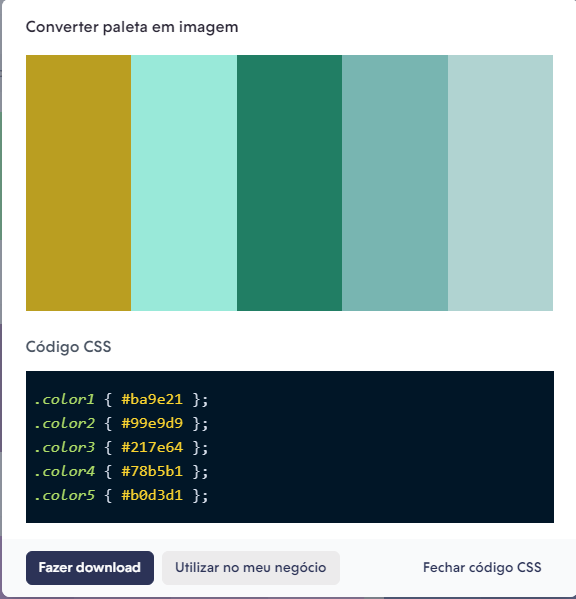 Converter paleta em imagem
Código CSS
.color1 { #ba9e21 };
.color2 { #99e9d9 };
.color3 { #217e64 };
.color4 { #78b5b1 };
.color5 { #b0d3d1 };
Fazer download
Utilizar no meu negócio
Fechar código CSS